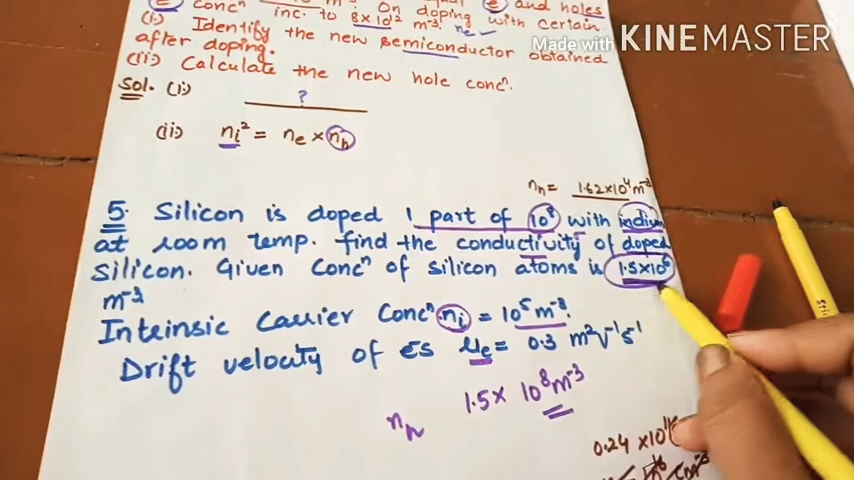 concⁿ inc. to 8×10¹² m⁻³. On doping with certain
e and holes
nₑ
(i) Identify the new semiconductor obtained
after doping.
(ii) Calculate the new hole concⁿ.
Sol. (i) ?
(ii) nᵢ² = nₑ × nₕ
nₕ = 1.62×10⁴ m⁻³
5. Silicon is doped 1 part of 10⁸ with indium
at room temp. find the conductivity of doped
silicon. Given Concⁿ of silicon atoms is 1.5×10⁶
m⁻³
Intrinsic carrier concⁿ nᵢ = 10⁵ m⁻³.
Drift velocity of es μₑ = 0.3 m²v⁻¹s⁻¹
1.5 × 10⁸ m⁻³
nₕ
0.24 ×10
Made with KINEMASTER